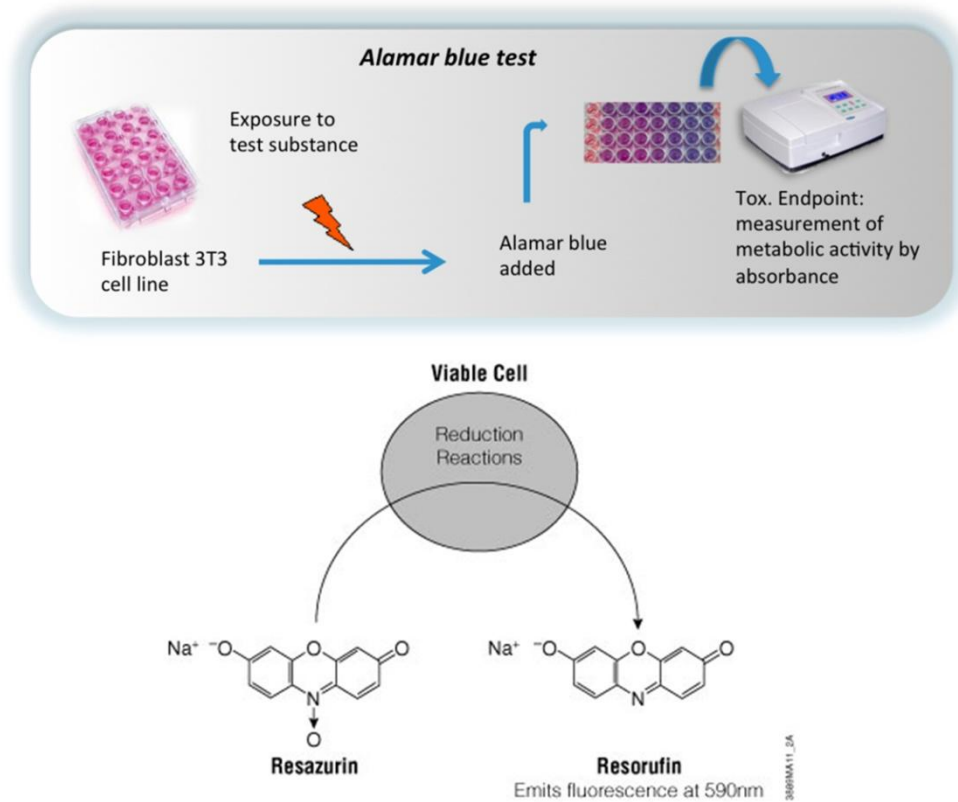 Alamar blue test
Exposure to
test substance
Fibroblast 3T3
cell line
Alamar blue
added
Tox. Endpoint:
measurement of
metabolic activity by
absorbance
Viable Cell
Reduction
Reactions
Na⁺ ⁻O
O
O
N
O
Resazurin
Na⁺ ⁻O
O
O
N
Resorufin
Emits fluorescence at 590nm
3889MA11_2A